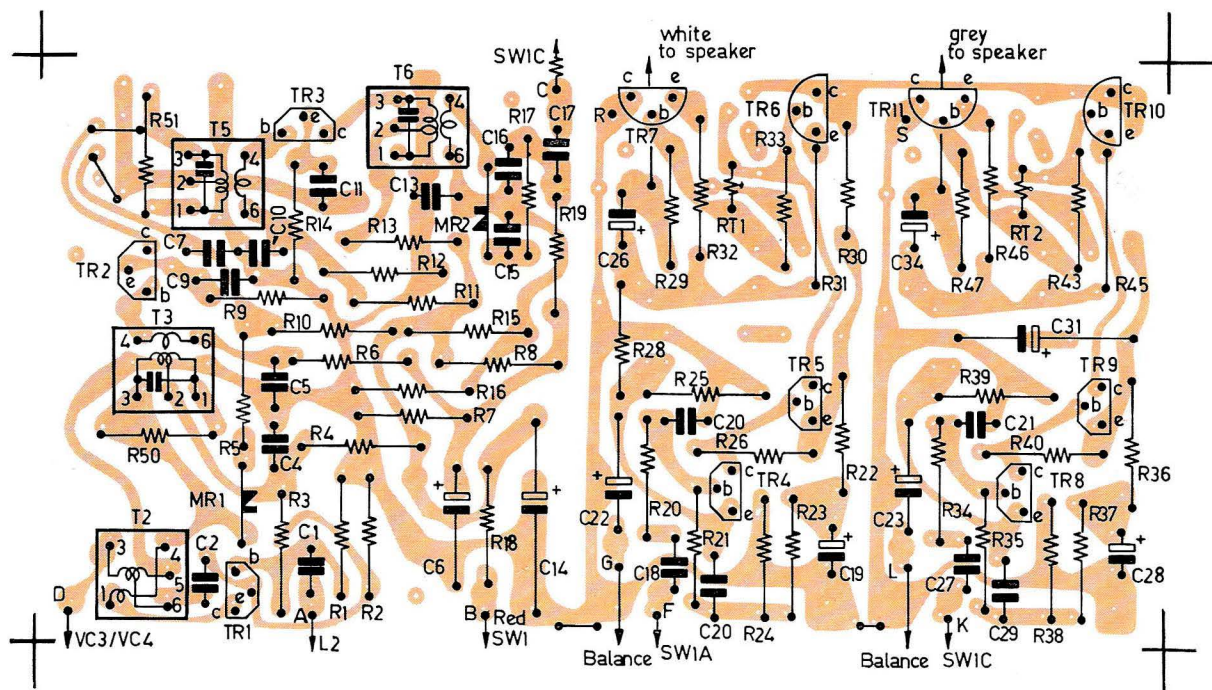 white
to speaker
grey
to speaker
SW1C
T6
3
4
2
1
6
C
R17
C17
C16
c
e
R
b
TR7
TR6
c
b
e
R33
c
e
TR11
S
b
c
b
TR10
e
R51
T5
3
4
2
1
6
TR3
e
b
c
C11
C13
MR2
C15
R19
C10
R14
R13
R12
R11
C7
C9
R9
TR2
c
e
b
C26
+
R29
R32
RT1
R31
R30
C34
+
R47
R46
RT2
R43
R45
T3
4
6
3
2
1
R10
R6
R15
R8
C5
R16
R7
R28
C31
+
R25
TR5
c
b
e
R39
TR9
c
b
e
R50
R5
C4
R4
C20
R26
C21
R40
R36
MR1
R3
+
+
+
C22
R20
TR4
c
b
e
R22
+
C23
R34
TR8
c
b
e
T2
3
4
5
1
6
C2
b
e
c
TR1
C1
R1
R2
C6
R18
C14
R21
R23
+
C19
R35
R37
+
C28
D
A
B
Red
G
C18
F
C20
R24
L
C27
K
C29
R38
VC3/VC4
L2
SW1
Balance
SW1A
Balance
SW1C